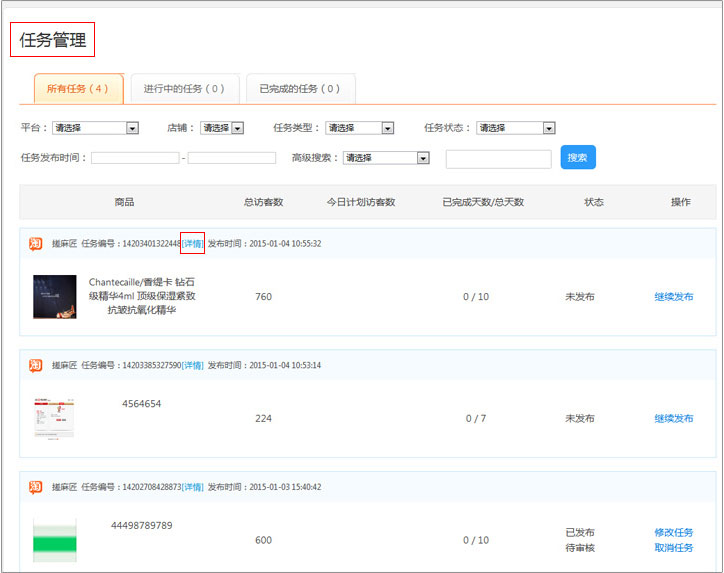 任务管理
所有任务（4） 进行中的任务（0） 已完成的任务（0）
平台： 请选择 店铺： 请选择 任务类型： 请选择 任务状态： 请选择
任务发布时间： - 高级搜索： 请选择 搜索
商品 总访客数 今日计划访客数 已完成天数/总天数 状态 操作
淘 搓麻匠 任务编号：14203401322448[详情] 发布时间：2015-01-04 10:55:32
Chantecaille/香缇卡 钻石
级精华4ml 顶级保湿紧致
抗皱抗氧化精华
760 0 / 10 未发布 继续发布
淘 搓麻匠 任务编号：14203385327590[详情] 发布时间：2015-01-04 10:53:14
4564654
224 0 / 7 未发布 继续发布
淘 搓麻匠 任务编号：14202708428873[详情] 发布时间：2015-01-03 15:40:42
44498789789
600 0 / 10
已发布 修改任务
待审核 取消任务